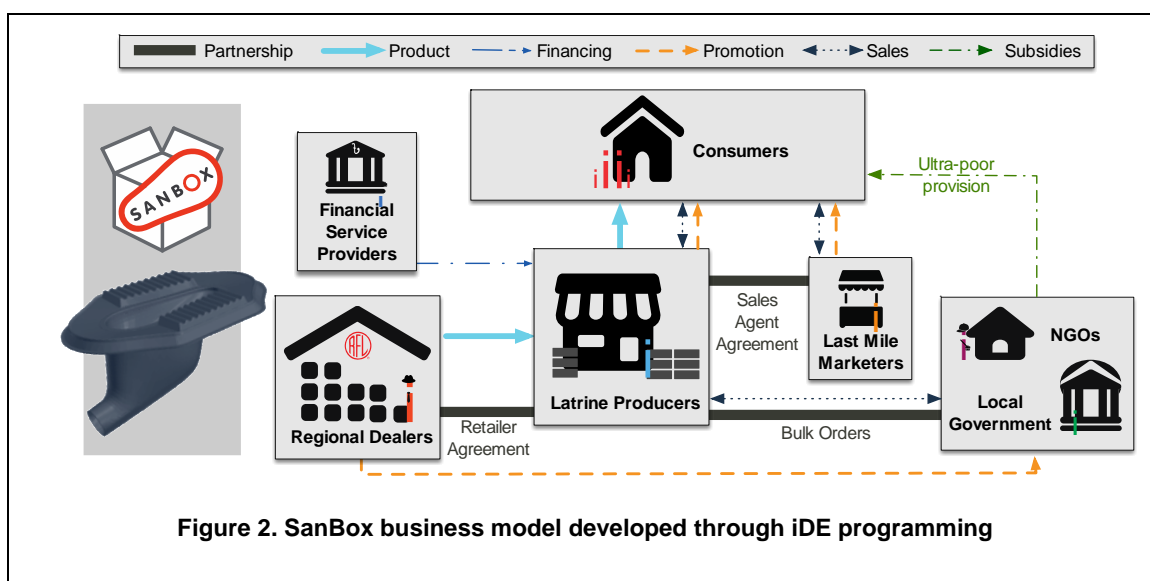 Partnership
Product
Financing
Promotion
Sales
Subsidies
SANBOX
Consumers
Financial
Service
Providers
Ultra-poor
provision
Sales
Agent
Agreement
Last Mile
Marketers
NGOs
Local
Government
RFL
Regional Dealers
Retailer
Agreement
Latrine Producers
Bulk Orders
Figure 2. SanBox business model developed through iDE programming